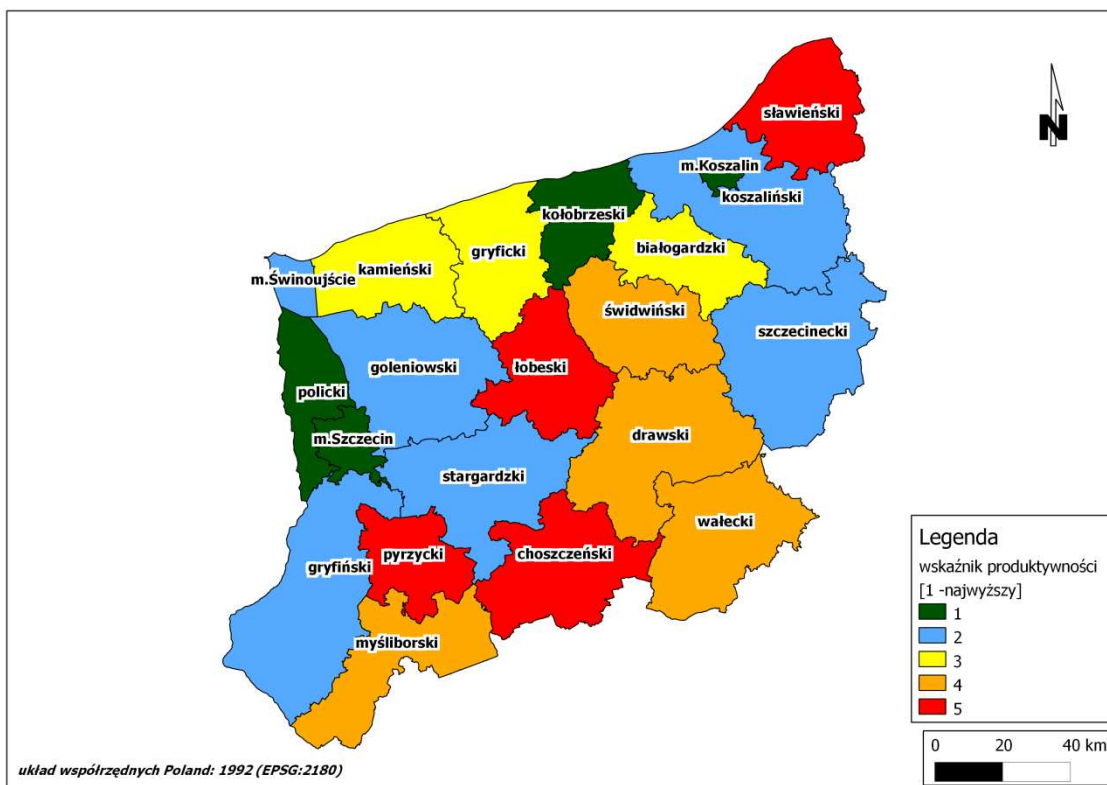 N
sławieński
m.Koszalin
koszaliński
kołobrzeski
białogardzki
gryficki
kamieński
m.Świnoujście
świdwiński
szczecinecki
goleniowski
łobeski
policki
m.Szczecin
drawski
stargardzki
wałecki
pyrzycki
choszczeński
gryfiński
myśliborski
Legenda
wskaźnik produktywności
[1 -najwyższy]
1
2
3
4
5
0 20 40 km
układ współrzędnych Poland: 1992 (EPSG:2180)